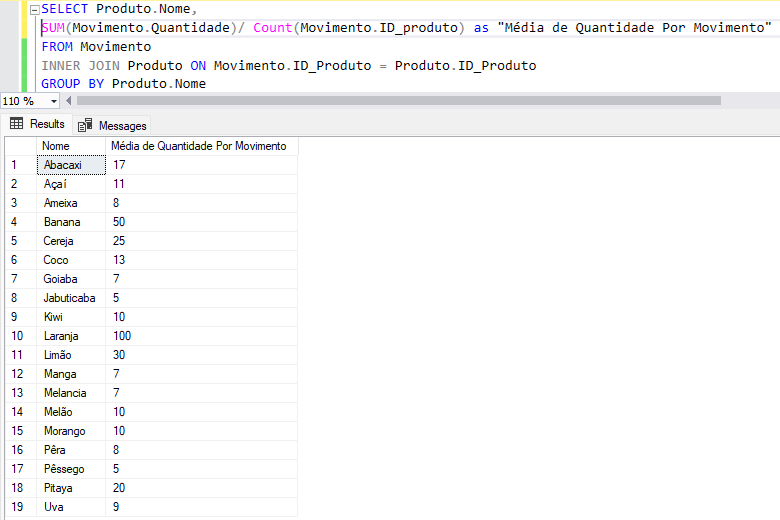 SELECT Produto.Nome,
SUM(Movimento.Quantidade)/ Count(Movimento.ID_produto) as "Média de Quantidade Por Movimento"
FROM Movimento
INNER JOIN Produto ON Movimento.ID_Produto = Produto.ID_Produto
GROUP BY Produto.Nome
110 %
Results Messages
Nome Média de Quantidade Por Movimento
1 Abacaxi 17
2 Açaí 11
3 Ameixa 8
4 Banana 50
5 Cereja 25
6 Coco 13
7 Goiaba 7
8 Jabuticaba 5
9 Kiwi 10
10 Laranja 100
11 Limão 30
12 Manga 7
13 Melancia 7
14 Melão 10
15 Morango 10
16 Pêra 8
17 Pêssego 5
18 Pitaya 20
19 Uva 9